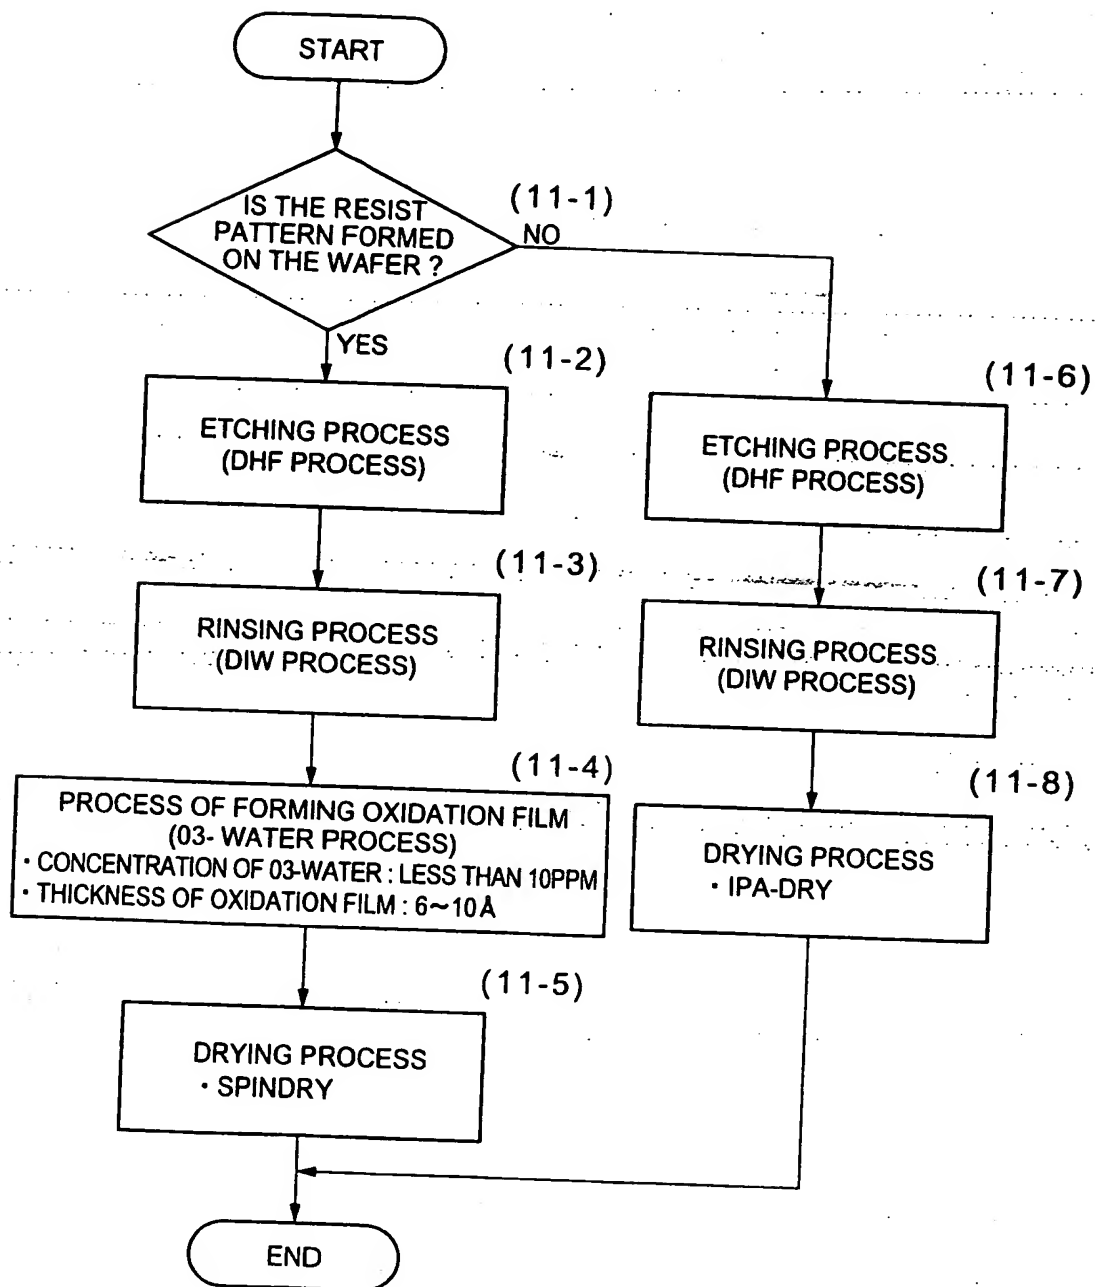 START
(11-1)
IS THE RESIST
PATTERN FORMED
ON THE WAFER ?
NO
YES
(11-2)
ETCHING PROCESS
(DHF PROCESS)
(11-3)
RINSING PROCESS
(DIW PROCESS)
(11-4)
PROCESS OF FORMING OXIDATION FILM
(03- WATER PROCESS)
・CONCENTRATION OF 03-WATER : LESS THAN 10PPM
・THICKNESS OF OXIDATION FILM : 6～10Å
(11-5)
DRYING PROCESS
・SPINDRY
(11-6)
ETCHING PROCESS
(DHF PROCESS)
(11-7)
RINSING PROCESS
(DIW PROCESS)
(11-8)
DRYING PROCESS
・IPA-DRY
END